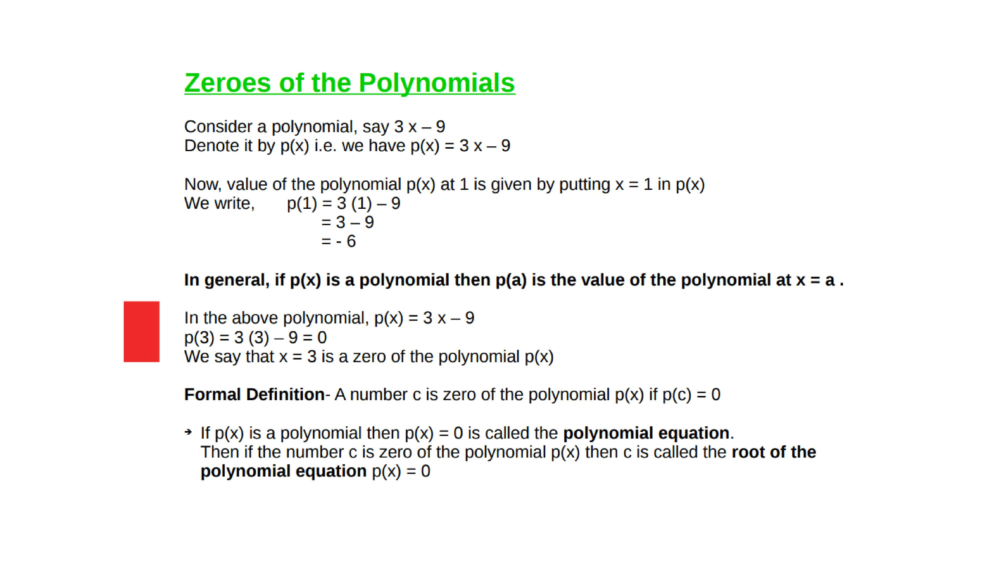 Zeroes of the Polynomials
Consider a polynomial, say 3 x – 9
Denote it by p(x) i.e. we have p(x) = 3 x – 9
Now, value of the polynomial p(x) at 1 is given by putting x = 1 in p(x)
We write, p(1) = 3 (1) – 9
= 3 – 9
= - 6
In general, if p(x) is a polynomial then p(a) is the value of the polynomial at x = a .
In the above polynomial, p(x) = 3 x – 9
p(3) = 3 (3) – 9 = 0
We say that x = 3 is a zero of the polynomial p(x)
Formal Definition- A number c is zero of the polynomial p(x) if p(c) = 0
➔ If p(x) is a polynomial then p(x) = 0 is called the polynomial equation.
Then if the number c is zero of the polynomial p(x) then c is called the root of the
polynomial equation p(x) = 0